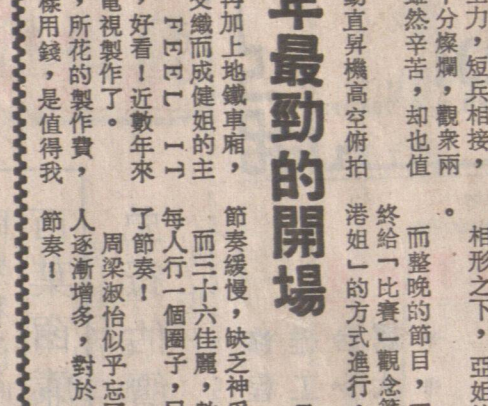 主力，短兵相接，
十分燦爛，觀衆兩
雖然辛苦，却也值
動直昇機高空俯拍
年最勁的開場
再加上地鐵車廂，
交織而成健姐的主
FEEL IT
，好看！近數年來
電視製作了。
，所花的製作費，
樣用錢，是值得我
相形之下，亞姐
。
而整晚的節目，
終給「比賽」觀念
港姐」的方式進行，
節奏緩慢，缺乏神
而三十六佳麗，
每人行一個圈子，
了節奏！
周梁淑怡似乎忘
人逐漸增多，對於
節奏！